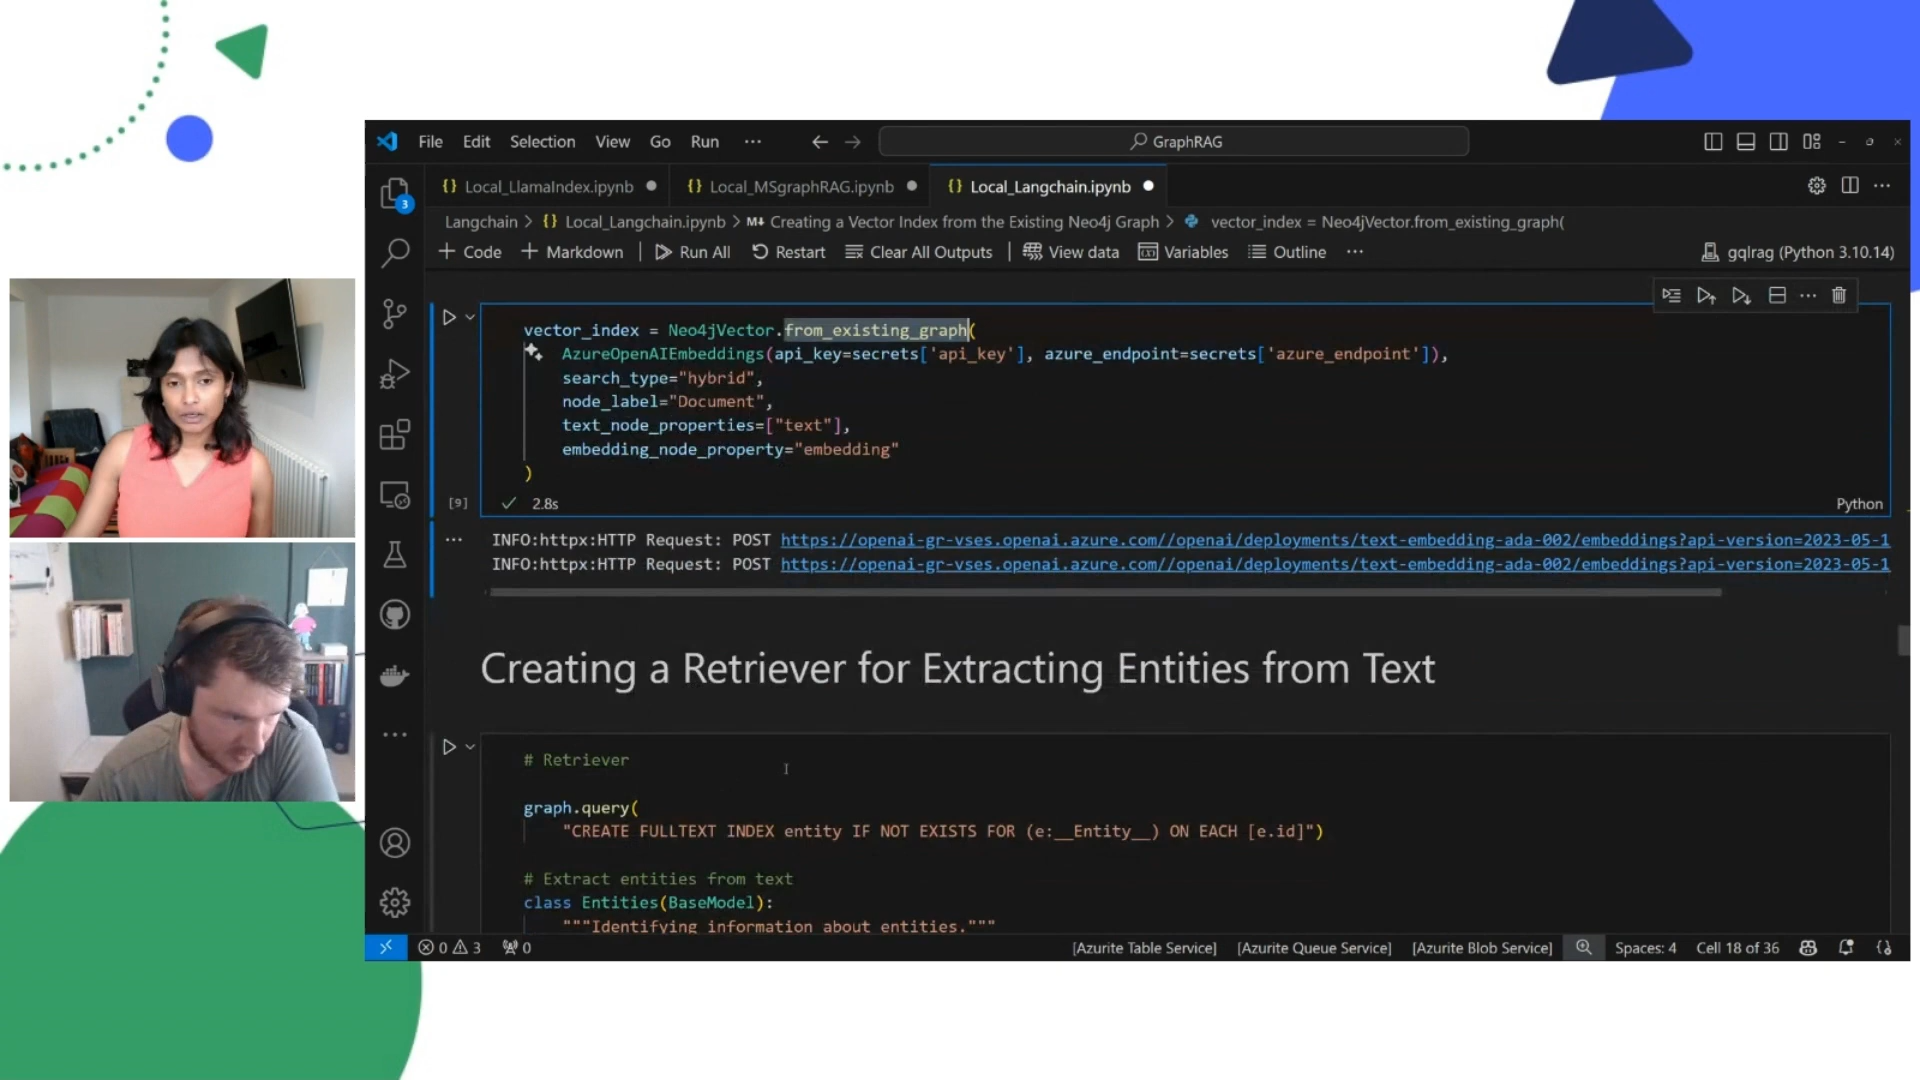 File Edit Selection View Go Run ··· GraphRAG
Local_LlamaIndex.ipynb Local_MSgraphRAG.ipynb Local_Langchain.ipynb
Langchain > {} Local_Langchain.ipynb > M↓ Creating a Vector Index from the Existing Neo4j Graph > vector_index = Neo4jVector.from_existing_graph(
+ Code + Markdown Run All Restart Clear All Outputs View data Variables Outline ··· gqlrag (Python 3.10.14)
3
vector_index = Neo4jVector.from_existing_graph(
AzureOpenAIEmbeddings(api_key=secrets['api_key'], azure_endpoint=secrets['azure_endpoint']),
search_type="hybrid",
node_label="Document",
text_node_properties=["text"],
embedding_node_property="embedding"
)
[9] 2.8s Python
INFO:httpx:HTTP Request: POST https://openai-gr-vses.openai.azure.com//openai/deployments/text-embedding-ada-002/embeddings?api-version=2023-05-1
INFO:httpx:HTTP Request: POST https://openai-gr-vses.openai.azure.com//openai/deployments/text-embedding-ada-002/embeddings?api-version=2023-05-1
Creating a Retriever for Extracting Entities from Text
# Retriever
graph.query(
"CREATE FULLTEXT INDEX entity IF NOT EXISTS FOR (e:__Entity__) ON EACH [e.id]")
# Extract entities from text
class Entities(BaseModel):
"""Identifying information about entities."""
0 3 0 [Azurite Table Service] [Azurite Queue Service] [Azurite Blob Service] Spaces: 4 Cell 18 of 36